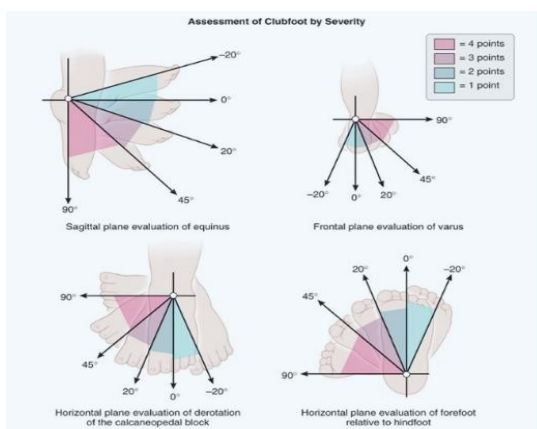 Assessment of Clubfoot by Severity
= 4 points
= 3 points
= 2 points
= 1 point
–20°
0°
20°
45°
90°
Sagittal plane evaluation of equinus
90°
45°
20°
0°
–20°
Frontal plane evaluation of varus
90°
45°
20°
0°
–20°
Horizontal plane evaluation of derotation
of the calcaneopedal block
0°
20°
–20°
45°
90°
Horizontal plane evaluation of forefoot
relative to hindfoot